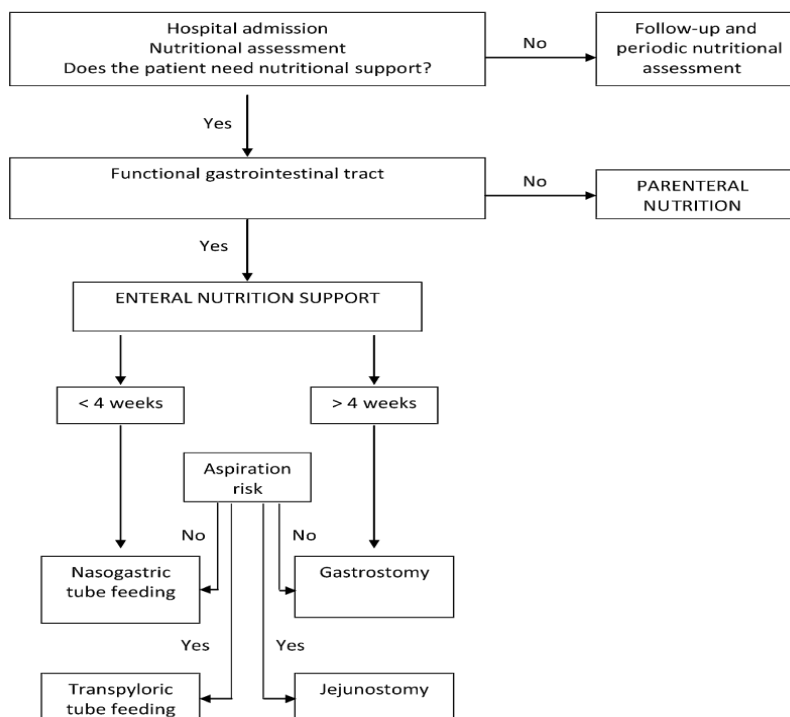 Hospital admission
Nutritional assessment
Does the patient need nutritional support?
No
Follow-up and
periodic nutritional
assessment
Yes
Functional gastrointestinal tract
No
PARENTERAL
NUTRITION
Yes
ENTERAL NUTRITION SUPPORT
< 4 weeks
> 4 weeks
Aspiration
risk
No
No
Nasogastric
tube feeding
Gastrostomy
Yes
Yes
Transpyloric
tube feeding
Jejunostomy